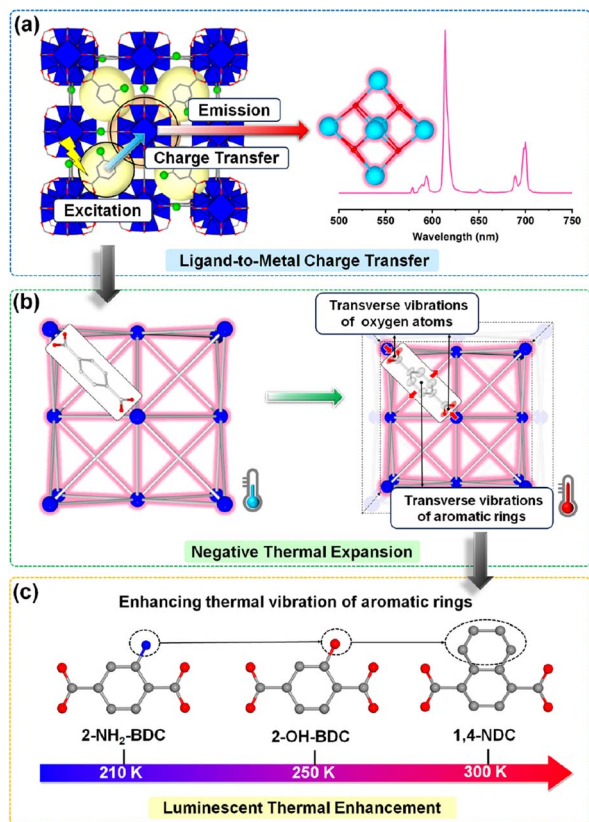 (a)
Emission
Charge Transfer
Excitation
500 550 600 650 700 750
Wavelength (nm)
Ligand-to-Metal Charge Transfer
(b)
Transverse vibrations
of oxygen atoms
Transverse vibrations
of aromatic rings
Negative Thermal Expansion
(c)
Enhancing thermal vibration of aromatic rings
2-NH₂-BDC 2-OH-BDC 1,4-NDC
210 K 250 K 300 K
Luminescent Thermal Enhancement